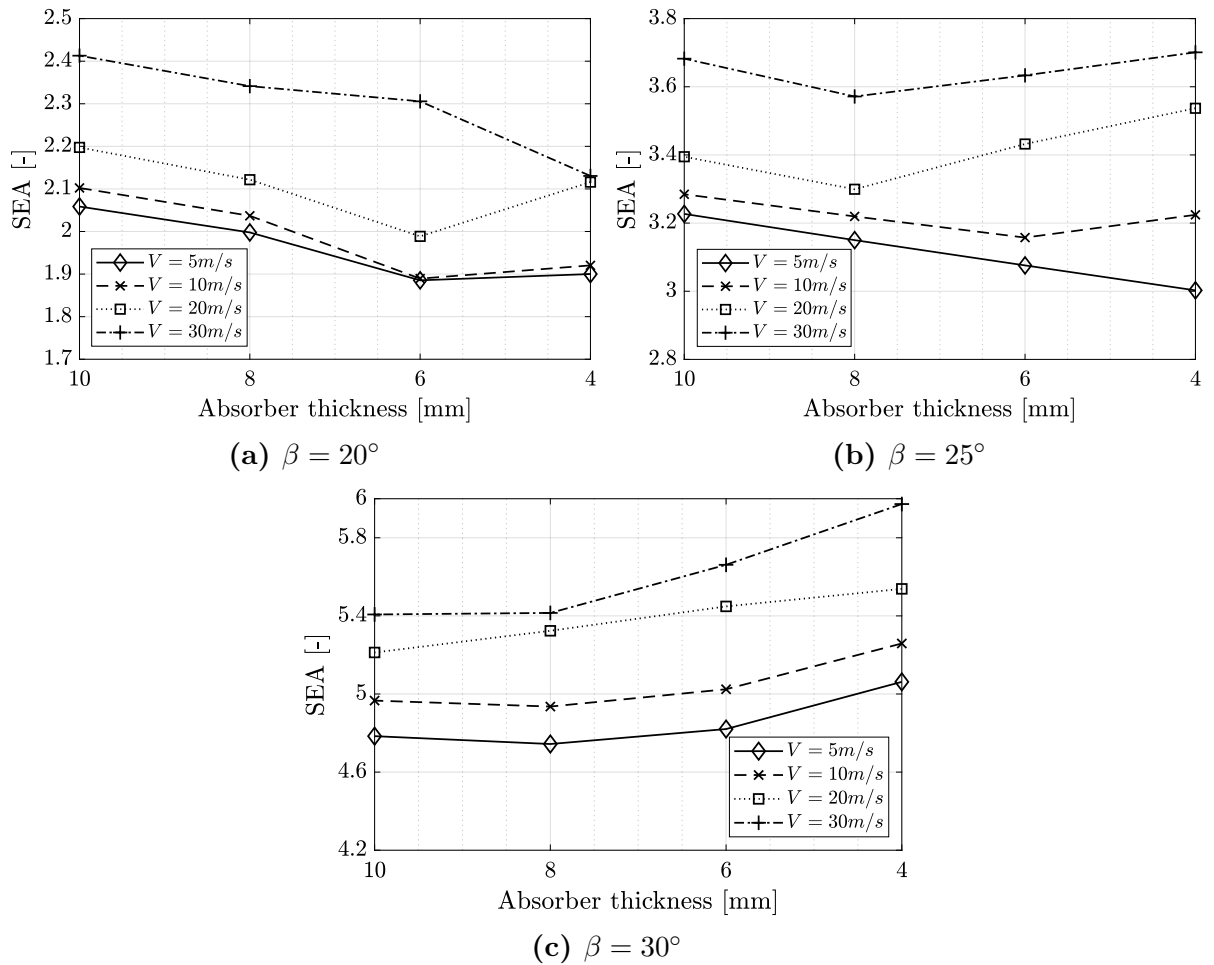 2.5
2.4
2.3
2.2
2.1
2
1.9
1.8
1.7
SEA [-]
V = 5m/s
V = 10m/s
V = 20m/s
V = 30m/s
10 8 6 4
Absorber thickness [mm]
(a) β = 20°
3.8
3.6
3.4
3.2
3
2.8
SEA [-]
V = 5m/s
V = 10m/s
V = 20m/s
V = 30m/s
10 8 6 4
Absorber thickness [mm]
(b) β = 25°
6
5.8
5.4
5
4.6
4.2
SEA [-]
V = 5m/s
V = 10m/s
V = 20m/s
V = 30m/s
10 8 6 4
Absorber thickness [mm]
(c) β = 30°